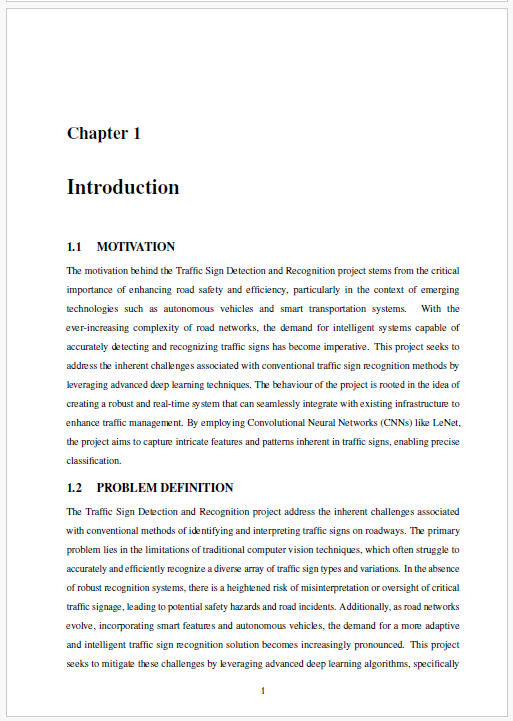 Chapter 1
Introduction
1.1 MOTIVATION
The motivation behind the Traffic Sign Detection and Recognition project stems from the critical
importance of enhancing road safety and efficiency, particularly in the context of emerging
technologies such as autonomous vehicles and smart transportation systems. With the
ever-increasing complexity of road networks, the demand for intelligent systems capable of
accurately detecting and recognizing traffic signs has become imperative. This project seeks to
address the inherent challenges associated with conventional traffic sign recognition methods by
leveraging advanced deep learning techniques. The behaviour of the project is rooted in the idea of
creating a robust and real-time system that can seamlessly integrate with existing infrastructure to
enhance traffic management. By employing Convolutional Neural Networks (CNNs) like LeNet,
the project aims to capture intricate features and patterns inherent in traffic signs, enabling precise
classification.
1.2 PROBLEM DEFINITION
The Traffic Sign Detection and Recognition project address the inherent challenges associated
with conventional methods of identifying and interpreting traffic signs on roadways. The primary
problem lies in the limitations of traditional computer vision techniques, which often struggle to
accurately and efficiently recognize a diverse array of traffic sign types and variations. In the absence
of robust recognition systems, there is a heightened risk of misinterpretation or oversight of critical
traffic signage, leading to potential safety hazards and road incidents. Additionally, as road networks
evolve, incorporating smart features and autonomous vehicles, the demand for a more adaptive
and intelligent traffic sign recognition solution becomes increasingly pronounced. This project
seeks to mitigate these challenges by leveraging advanced deep learning algorithms, specifically
1